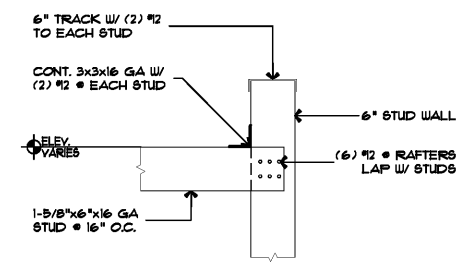 6" TRACK W/ (2) #12
TO EACH STUD
CONT. 3x3x16 GA W/
(2) #12 @ EACH STUD
6" STUD WALL
ELEV.
VARIES
(6) #12 @ RAFTERS
LAP W/ STUDS
1-5/8"x6"x16 GA
STUD @ 16" O.C.